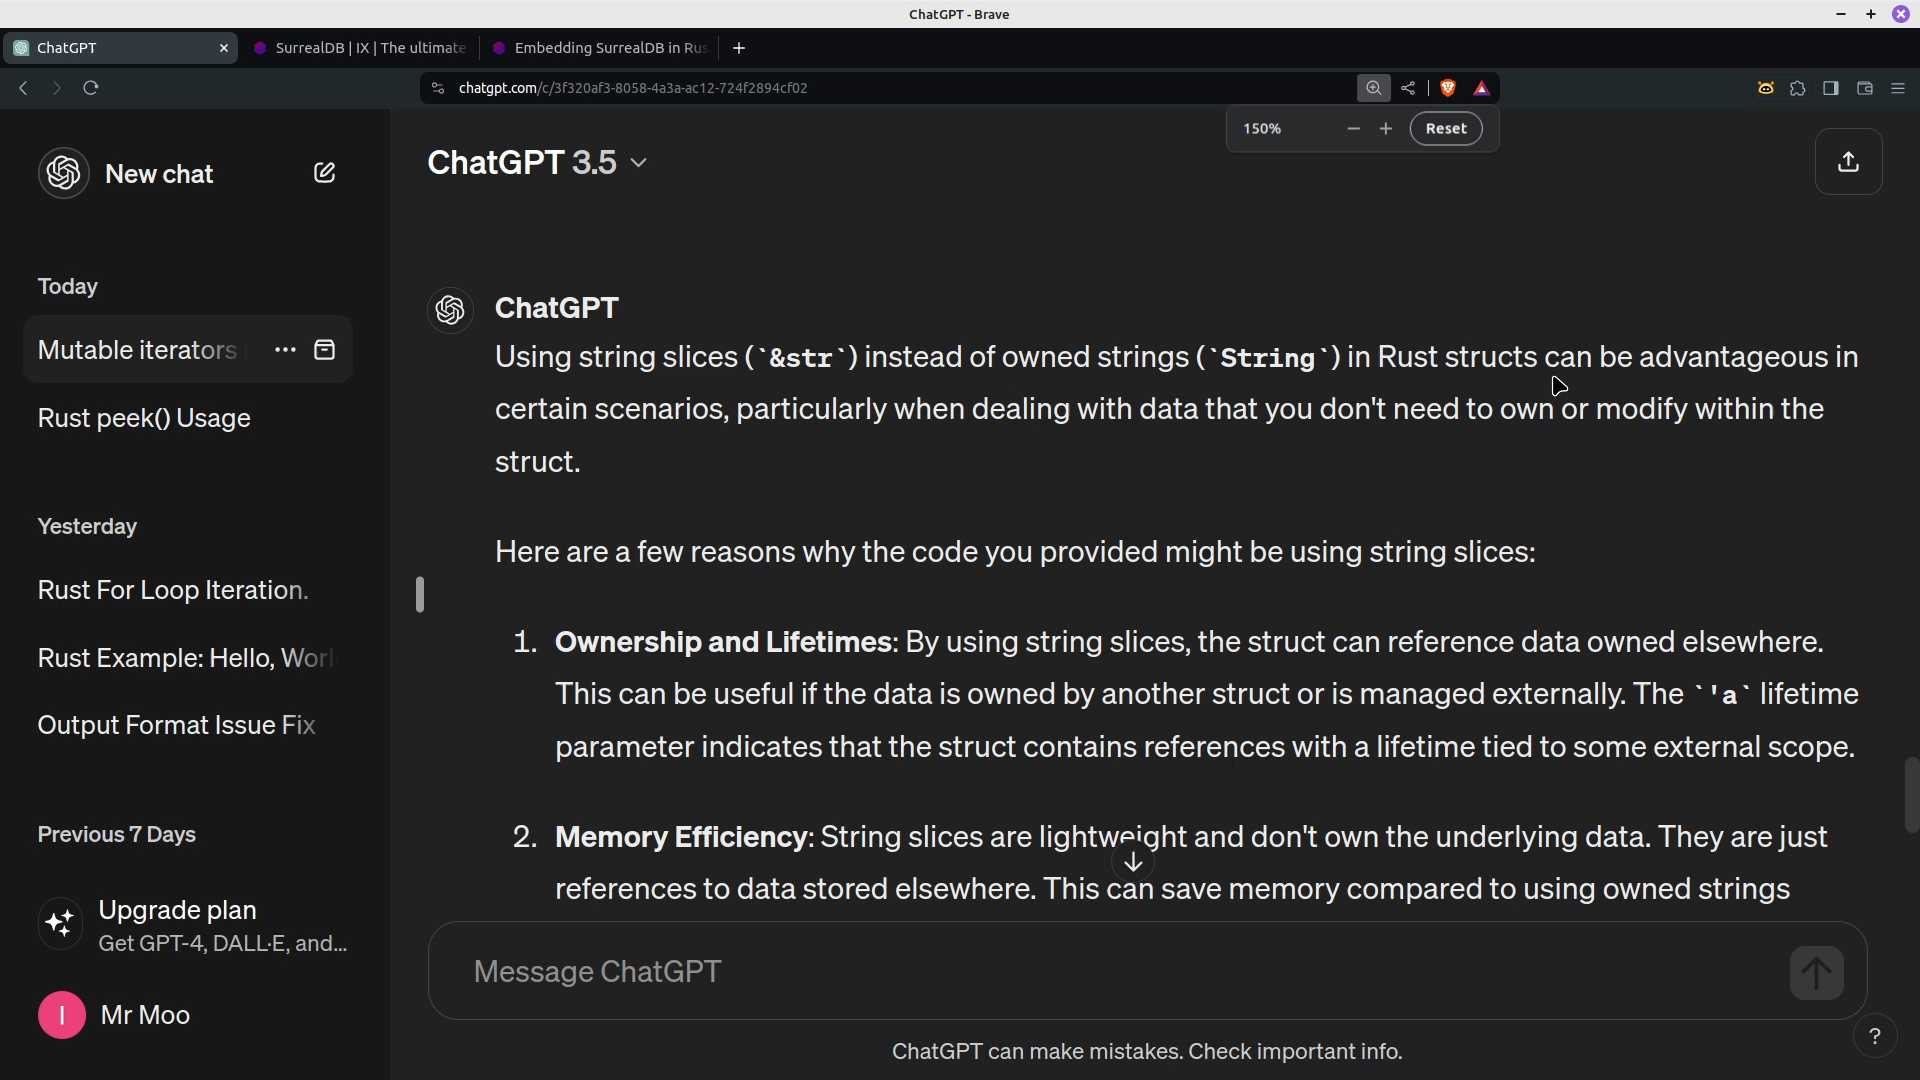 ChatGPT - Brave
ChatGPT
SurrealDB | IX | The ultimate
Embedding SurrealDB in Rus
chatgpt.com/c/3f320af3-8058-4a3a-ac12-724f2894cf02
150%
Reset
New chat
ChatGPT 3.5
Today
Mutable iterators
Rust peek() Usage
Yesterday
Rust For Loop Iteration.
Rust Example: Hello, Worl
Output Format Issue Fix
Previous 7 Days
Upgrade plan
Get GPT-4, DALL·E, and...
I
Mr Moo
ChatGPT
Using string slices (`&str`) instead of owned strings (`String`) in Rust structs can be advantageous in
certain scenarios, particularly when dealing with data that you don't need to own or modify within the
struct.
Here are a few reasons why the code you provided might be using string slices:
1. Ownership and Lifetimes: By using string slices, the struct can reference data owned elsewhere.
This can be useful if the data is owned by another struct or is managed externally. The `'a` lifetime
parameter indicates that the struct contains references with a lifetime tied to some external scope.
2. Memory Efficiency: String slices are lightweight and don't own the underlying data. They are just
references to data stored elsewhere. This can save memory compared to using owned strings
Message ChatGPT
ChatGPT can make mistakes. Check important info.
?